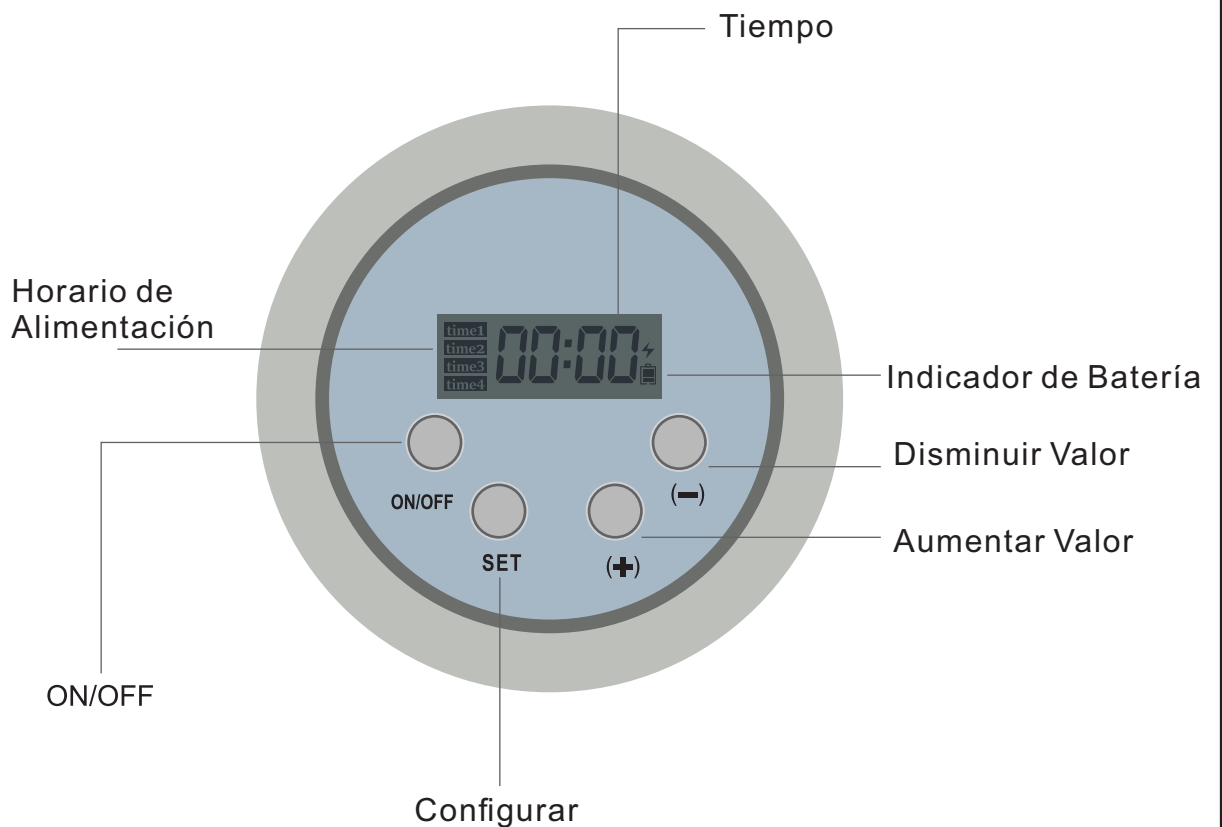 Tiempo
Horario de
Alimentación
time1
time2
time3
time4
00:00
Indicador de Batería
Disminuir Valor
(−)
ON/OFF
Aumentar Valor
SET
(+)
ON/OFF
Configurar